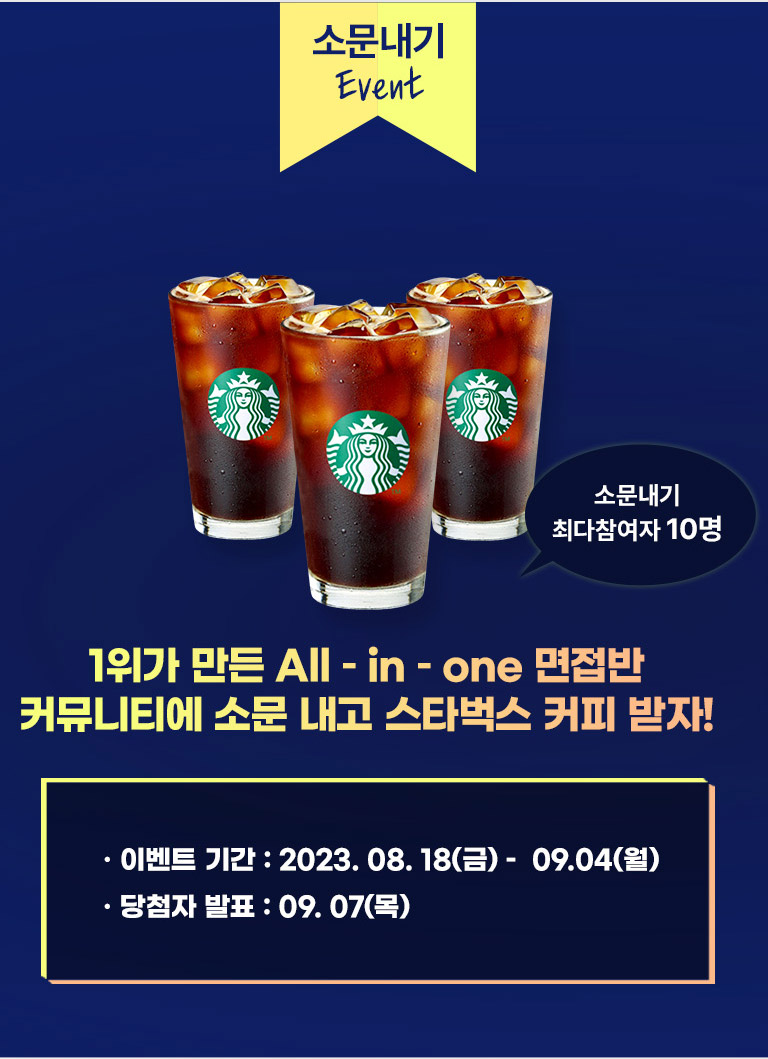 소문내기
Event
소문내기
최다참여자 10명
1위가 만든 All - in - one 면접반
커뮤니티에 소문 내고 스타벅스 커피 받자!
· 이벤트 기간 : 2023. 08. 18(금) - 09.04(월)
· 당첨자 발표 : 09. 07(목)